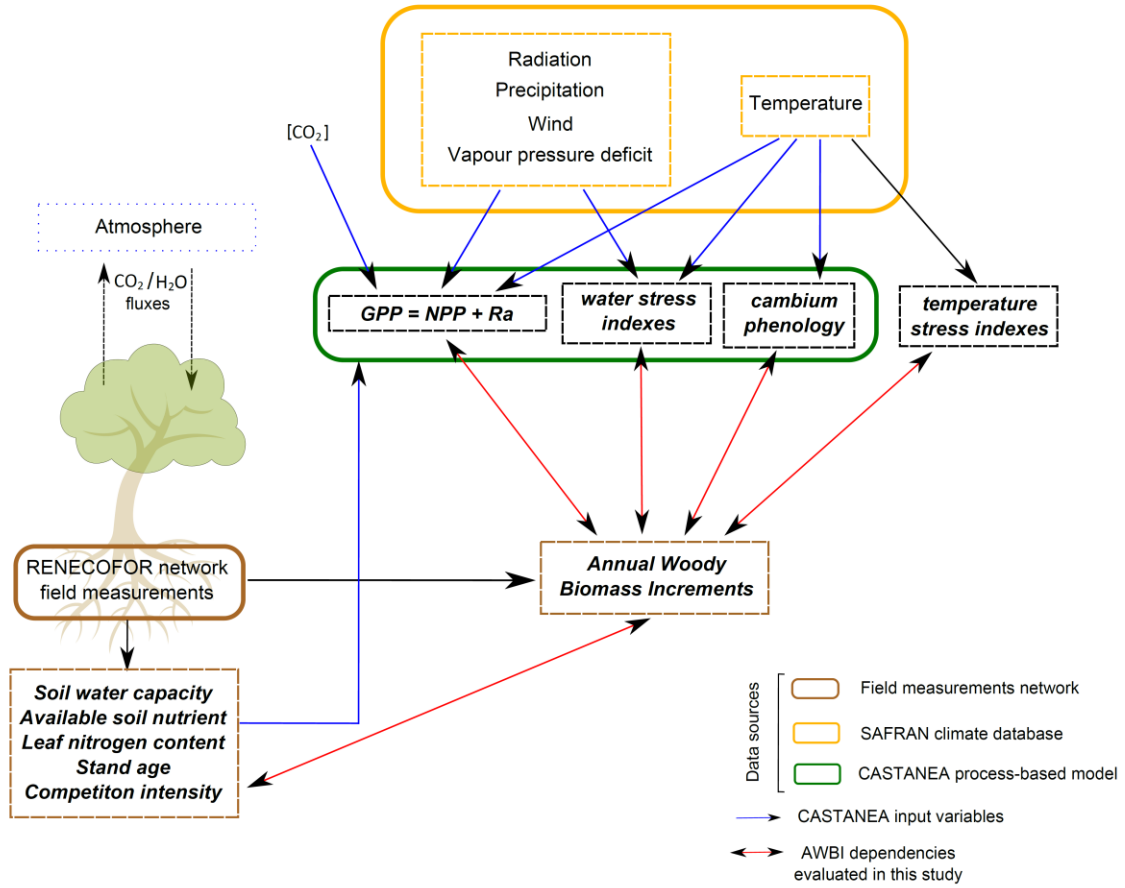 Radiation
Precipitation
Wind
Vapour pressure deficit
Temperature
[CO₂]
Atmosphere
CO₂/H₂O
fluxes
GPP = NPP + Ra
water stress
indexes
cambium
phenology
temperature
stress indexes
RENECOFOR network
field measurements
Annual Woody
Biomass Increments
Soil water capacity
Available soil nutrient
Leaf nitrogen content
Stand age
Competiton intensity
Data sources
Field measurements network
SAFRAN climate database
CASTANEA process-based model
CASTANEA input variables
AWBI dependencies
evaluated in this study